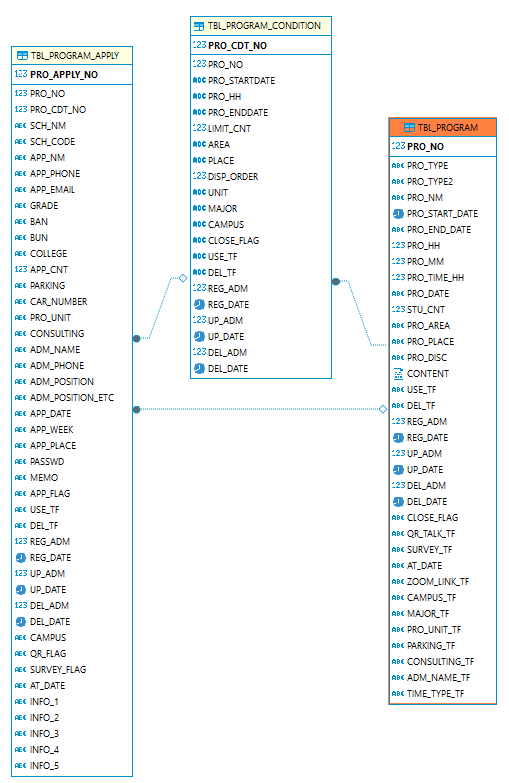 TBL_PROGRAM_APPLY
123 PRO_APPLY_NO
123 PRO_NO
123 PRO_CDT_NO
ABC SCH_NM
ABC SCH_CODE
ABC APP_NM
ABC APP_PHONE
ABC APP_EMAIL
ABC GRADE
ABC BAN
ABC BUN
ABC COLLEGE
123 APP_CNT
ABC PARKING
ABC CAR_NUMBER
ABC PRO_UNIT
ABC CONSULTING
ABC ADM_NAME
ABC ADM_PHONE
ABC ADM_POSITION
ABC ADM_POSITION_ETC
ABC APP_DATE
ABC APP_WEEK
ABC APP_PLACE
ABC PASSWD
ABC MEMO
ABC APP_FLAG
ABC USE_TF
ABC DEL_TF
123 REG_ADM
REG_DATE
123 UP_ADM
UP_DATE
123 DEL_ADM
DEL_DATE
ABC CAMPUS
ABC QR_FLAG
ABC SURVEY_FLAG
ABC AT_DATE
ABC INFO_1
ABC INFO_2
ABC INFO_3
ABC INFO_4
ABC INFO_5
TBL_PROGRAM_CONDITION
123 PRO_CDT_NO
123 PRO_NO
ABC PRO_STARTDATE
ABC PRO_HH
ABC PRO_ENDDATE
123 LIMIT_CNT
ABC AREA
ABC PLACE
123 DISP_ORDER
ABC UNIT
ABC MAJOR
ABC CAMPUS
ABC CLOSE_FLAG
ABC USE_TF
ABC DEL_TF
123 REG_ADM
REG_DATE
123 UP_ADM
UP_DATE
123 DEL_ADM
DEL_DATE
TBL_PROGRAM
123 PRO_NO
ABC PRO_TYPE
ABC PRO_TYPE2
ABC PRO_NM
PRO_START_DATE
ABC PRO_END_DATE
123 PRO_HH
123 PRO_MM
123 PRO_TIME_HH
ABC PRO_DATE
123 STU_CNT
ABC PRO_AREA
ABC PRO_PLACE
ABC PRO_DISC
CONTENT
ABC USE_TF
ABC DEL_TF
123 REG_ADM
REG_DATE
123 UP_ADM
UP_DATE
123 DEL_ADM
DEL_DATE
ABC CLOSE_FLAG
ABC QR_TALK_TF
ABC SURVEY_TF
ABC AT_DATE
ABC ZOOM_LINK_TF
ABC CAMPUS_TF
ABC MAJOR_TF
ABC PRO_UNIT_TF
ABC PARKING_TF
ABC CONSULTING_TF
ABC ADM_NAME_TF
ABC TIME_TYPE_TF